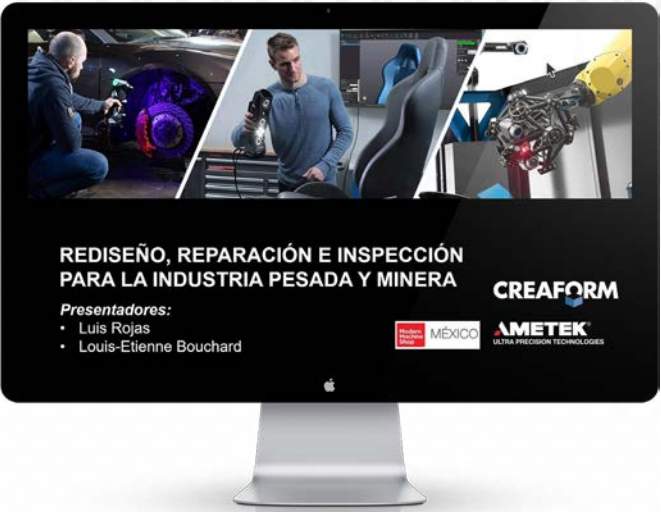 REDISEÑO, REPARACIÓN E INSPECCIÓN
PARA LA INDUSTRIA PESADA Y MINERA
Presentadores:
• Luis Rojas
• Louis-Etienne Bouchard
CREAFORM
Modern
Machine
Shop
MÉXICO
AMETEK®
ULTRA PRECISION TECHNOLOGIES